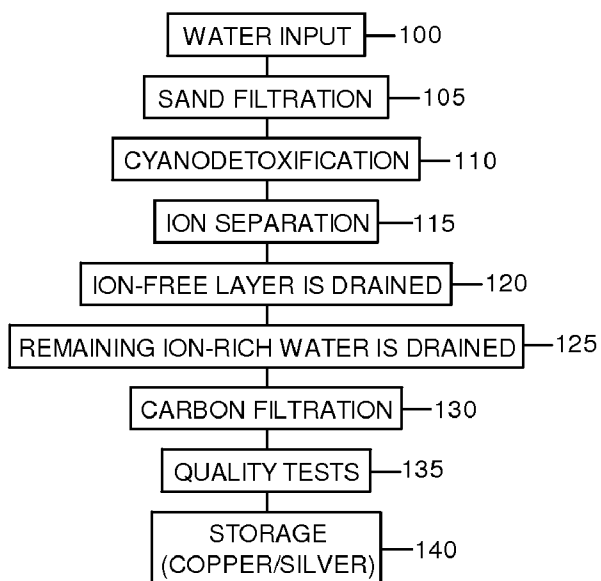 WATER INPUT 100
SAND FILTRATION 105
CYANODETOXIFICATION 110
ION SEPARATION 115
ION-FREE LAYER IS DRAINED 120
REMAINING ION-RICH WATER IS DRAINED 125
CARBON FILTRATION 130
QUALITY TESTS 135
STORAGE
(COPPER/SILVER) 140